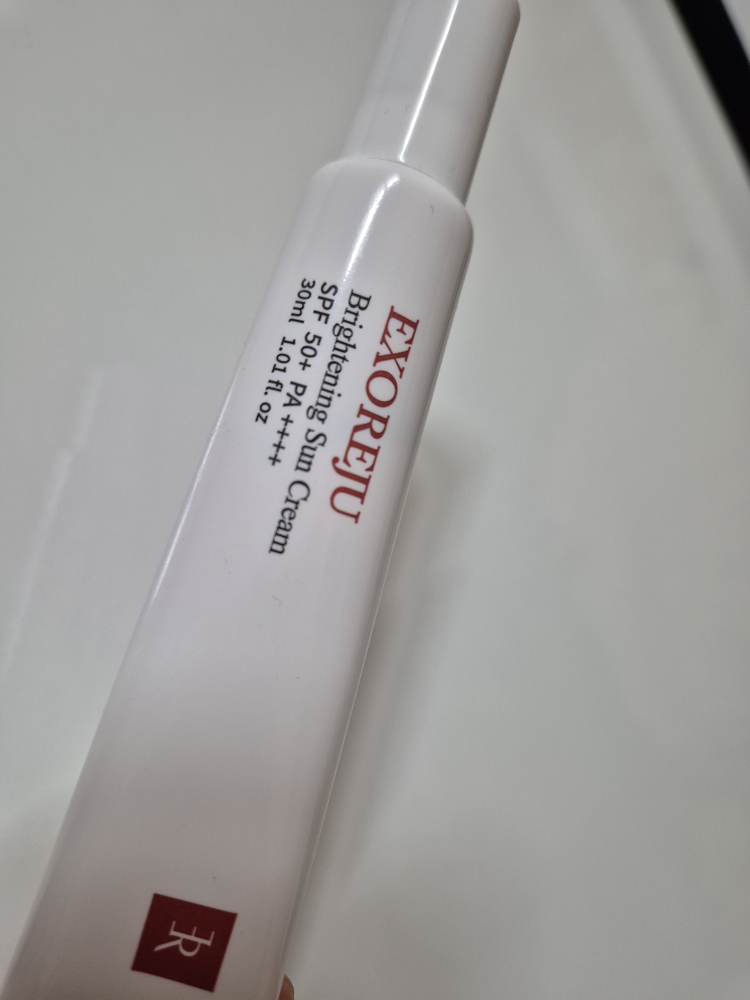 EXOREJU
Brightening Sun Cream
SPF 50+ PA ++++
30ml 1.01 fl. oz